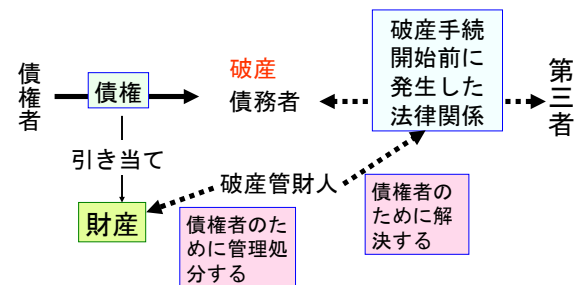 債権者
債権
破産
債務者
破産手続
開始前に
発生した
法律関係
第三者
引き当て
財産
破産管財人
債権者のた
めに管理処
分する
債権者の
ために解
決する